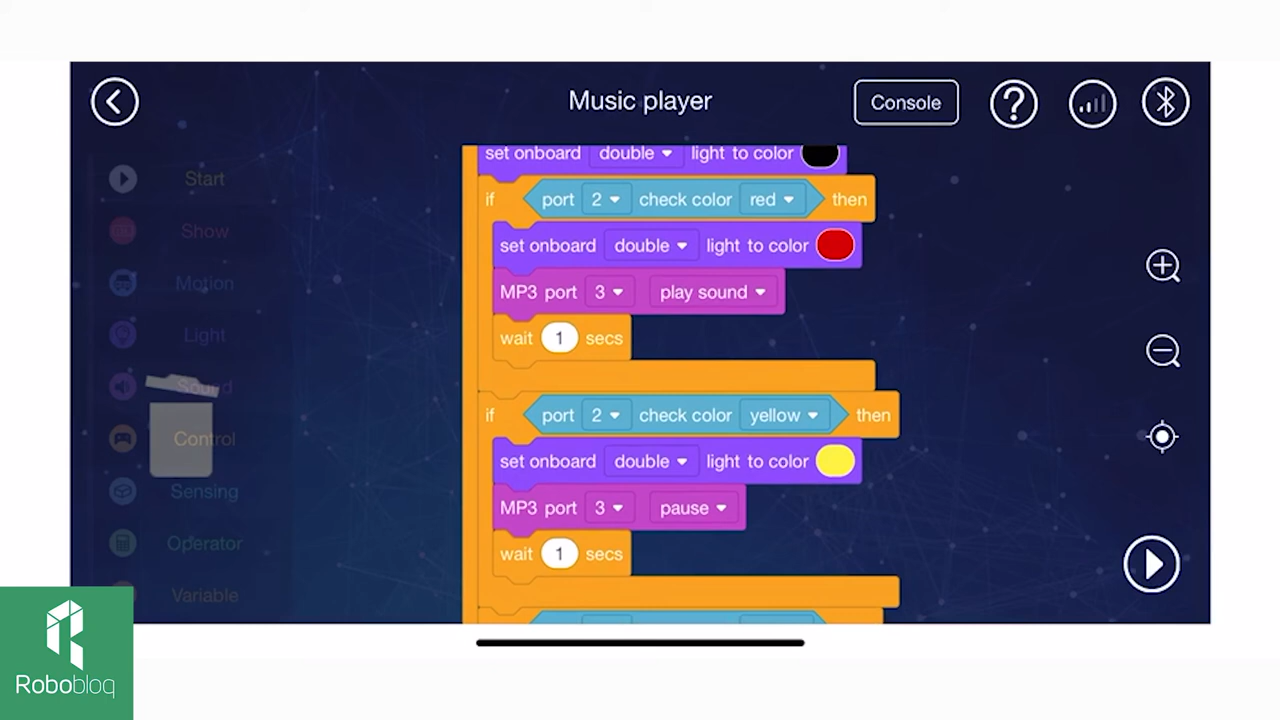 Music player
Console
Start
Show
Motion
Light
Sound
Control
Sensing
Operator
Variable
set onboard double light to color
if port 2 check color red then
set onboard double light to color
MP3 port 3 play sound
wait 1 secs
if port 2 check color yellow then
set onboard double light to color
MP3 port 3 pause
wait 1 secs
Robobloq